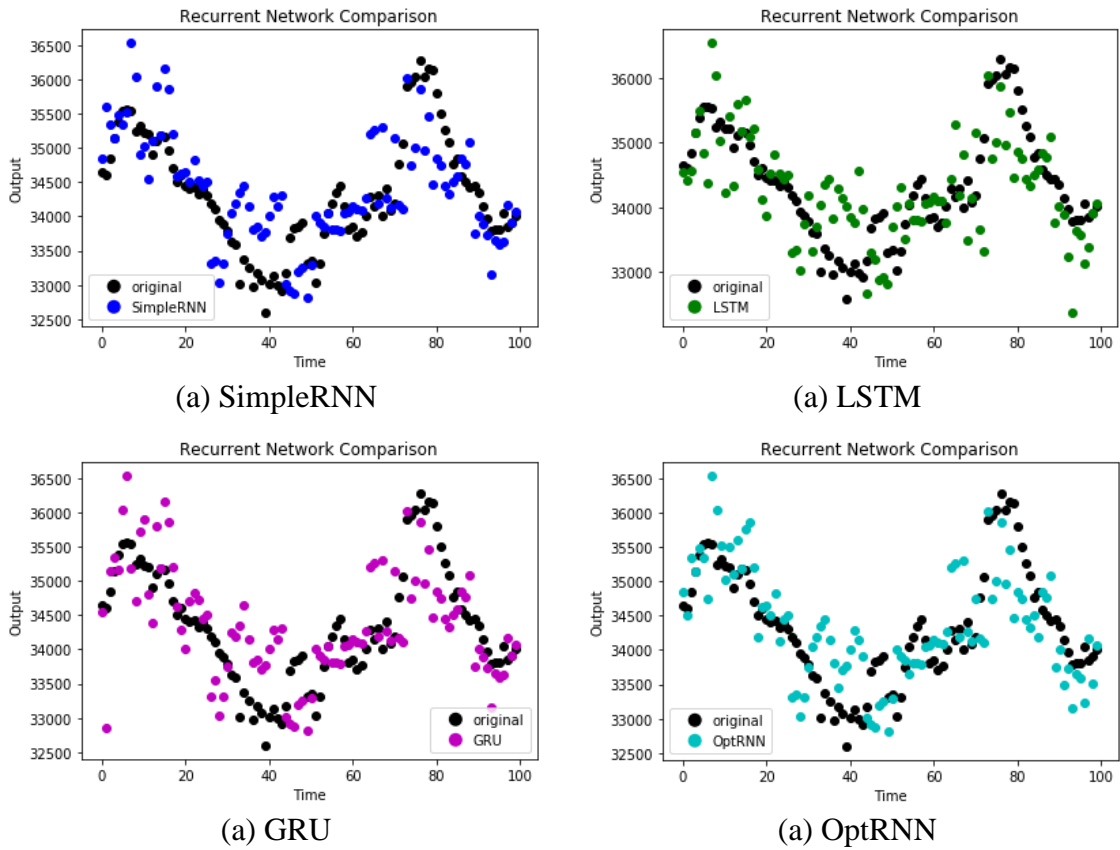 Recurrent Network Comparison
36500
36000
35500
35000
34500
34000
33500
33000
32500
Output
original
SimpleRNN
0 20 40 60 80 100
Time
(a) SimpleRNN
Recurrent Network Comparison
36000
35000
34000
33000
Output
original
LSTM
0 20 40 60 80 100
Time
(a) LSTM
Recurrent Network Comparison
36500
36000
35500
35000
34500
34000
33500
33000
32500
Output
original
GRU
0 20 40 60 80 100
Time
(a) GRU
Recurrent Network Comparison
36500
36000
35500
35000
34500
34000
33500
33000
32500
Output
original
OptRNN
0 20 40 60 80 100
Time
(a) OptRNN